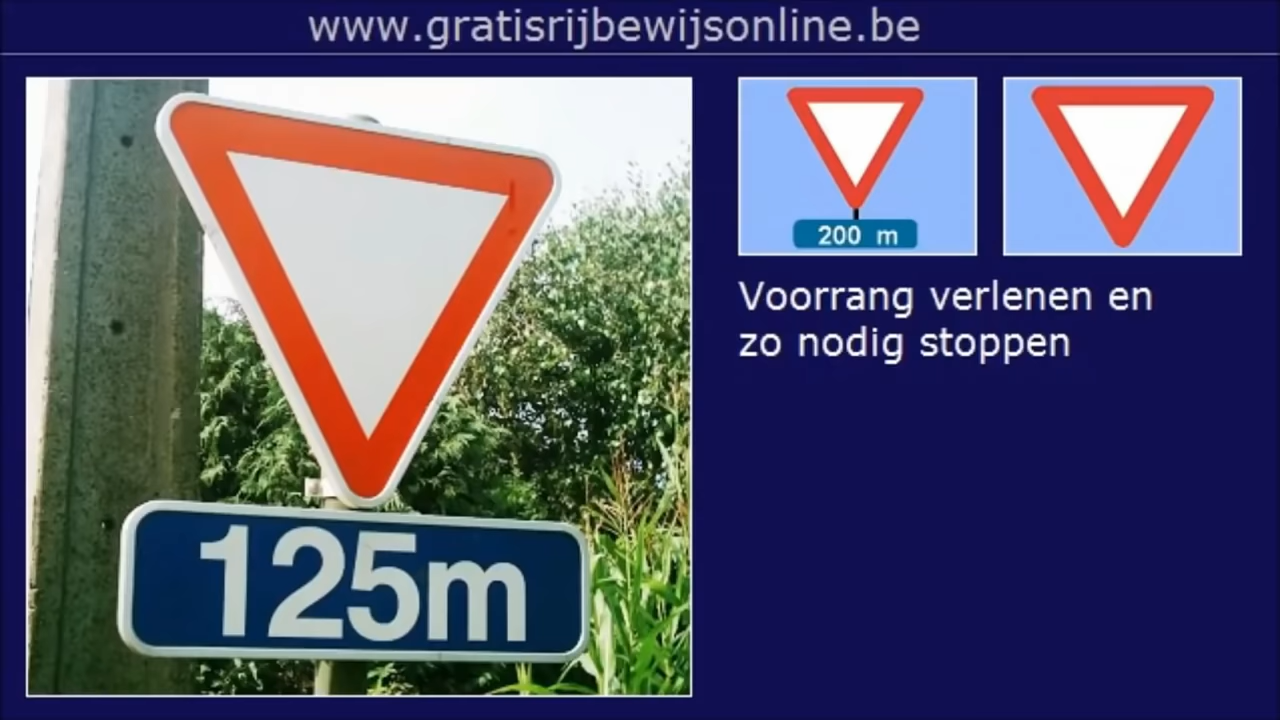 www.gratisrijbewijsonline.be
125m
200 m
Voorrang verlenen en
zo nodig stoppen